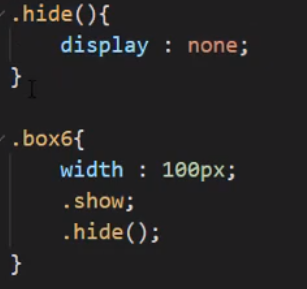 .hide(){
display : none;
}
.box6{
width : 100px;
.show;
.hide();
}